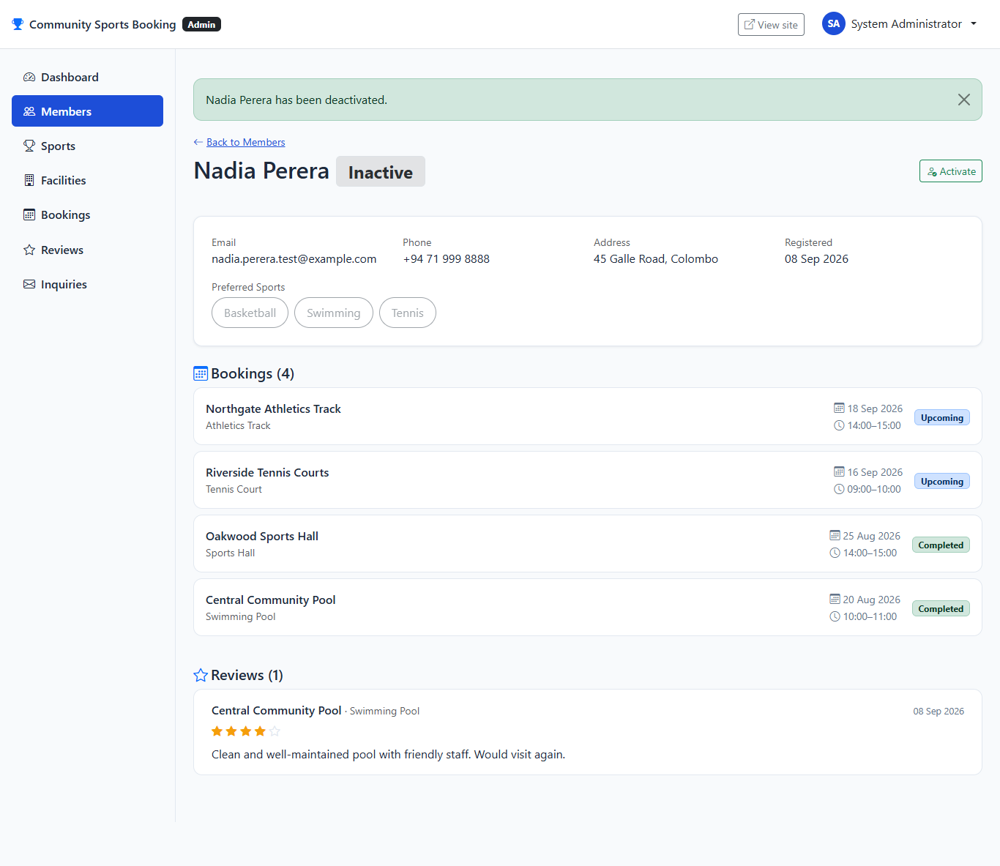 Community Sports Booking Admin
View site
SA System Administrator
Dashboard
Members
Sports
Facilities
Bookings
Reviews
Inquiries
Nadia Perera has been deactivated.
← Back to Members
Nadia Perera Inactive
Activate
Email
nadia.perera.test@example.com
Phone
+94 71 999 8888
Address
45 Galle Road, Colombo
Registered
08 Sep 2026
Preferred Sports
Basketball
Swimming
Tennis
Bookings (4)
Northgate Athletics Track
Athletics Track
18 Sep 2026
14:00–15:00
Upcoming
Riverside Tennis Courts
Tennis Court
16 Sep 2026
09:00–10:00
Upcoming
Oakwood Sports Hall
Sports Hall
25 Aug 2026
14:00–15:00
Completed
Central Community Pool
Swimming Pool
20 Aug 2026
10:00–11:00
Completed
Reviews (1)
Central Community Pool · Swimming Pool
08 Sep 2026
Clean and well-maintained pool with friendly staff. Would visit again.